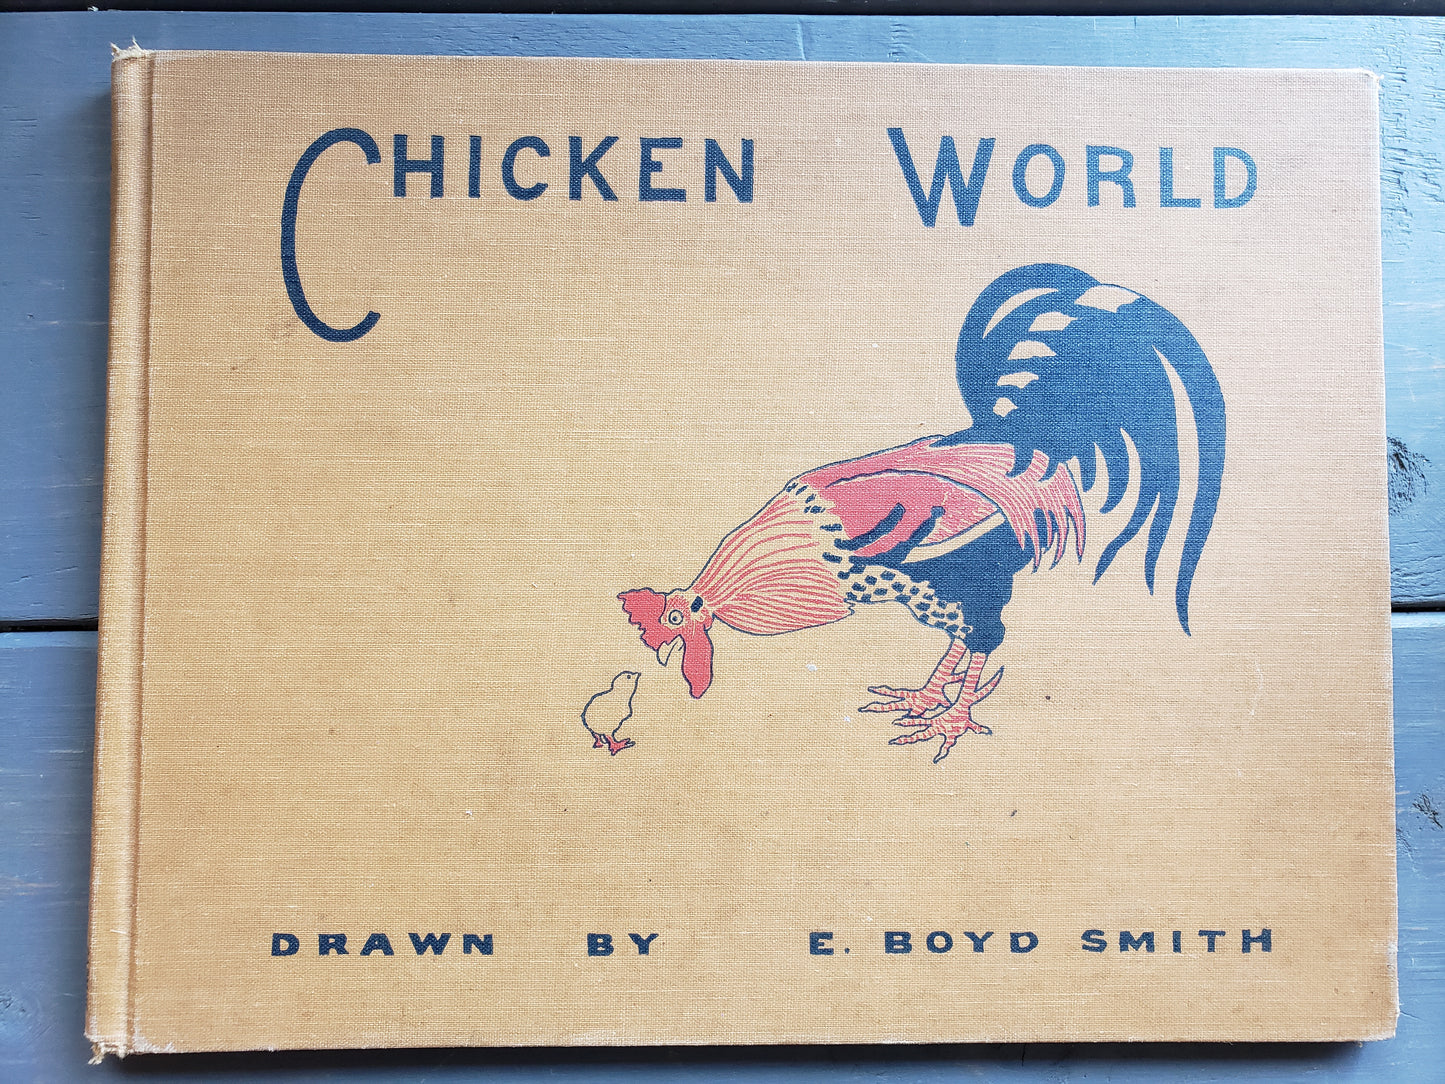 CHICKEN WORLD
DRAWN BY E. BOYD SMITH